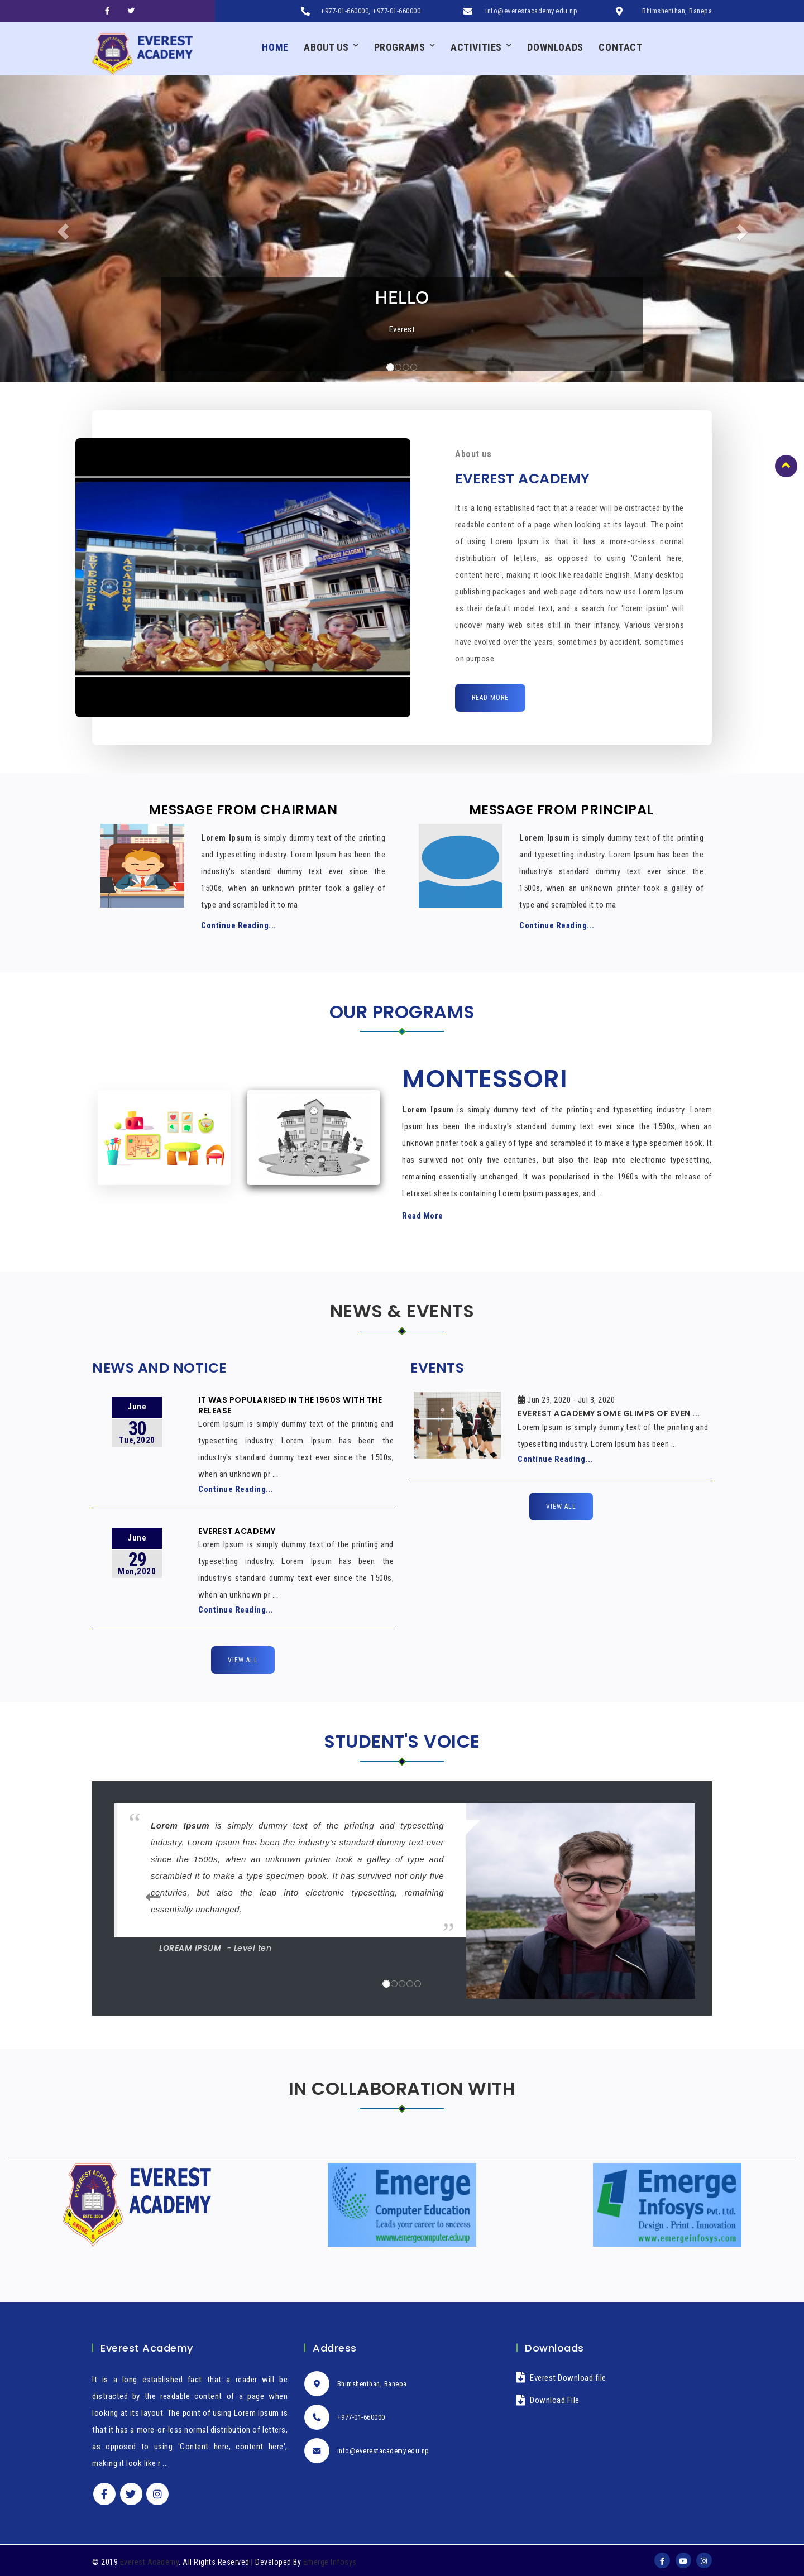 +977-01-660000, +977-01-660000
info@everestacademy.edu.np
Bhimshenthan, Banepa
EVEREST
ACADEMY
HOME
ABOUT US
PROGRAMS
ACTIVITIES
DOWNLOADS
CONTACT
HELLO
Everest
EVEREST
ACADEMY
EVEREST ACADEMY
About us
EVEREST ACADEMY
It is a long established fact that a reader will be distracted by the
readable content of a page when looking at its layout. The point
of using Lorem Ipsum is that it has a more-or-less normal
distribution of letters, as opposed to using 'Content here,
content here', making it look like readable English. Many desktop
publishing packages and web page editors now use Lorem Ipsum
as their default model text, and a search for 'lorem ipsum' will
uncover many web sites still in their infancy. Various versions
have evolved over the years, sometimes by accident, sometimes
on purpose
READ MORE
MESSAGE FROM CHAIRMAN
Lorem Ipsum is simply dummy text of the printing
and typesetting industry. Lorem Ipsum has been the
industry's standard dummy text ever since the
1500s, when an unknown printer took a galley of
type and scrambled it to ma
Continue Reading...
MESSAGE FROM PRINCIPAL
Lorem Ipsum is simply dummy text of the printing
and typesetting industry. Lorem Ipsum has been the
industry's standard dummy text ever since the
1500s, when an unknown printer took a galley of
type and scrambled it to ma
Continue Reading...
OUR PROGRAMS
MONTESSORI
Lorem Ipsum is simply dummy text of the printing and typesetting industry. Lorem
Ipsum has been the industry's standard dummy text ever since the 1500s, when an
unknown printer took a galley of type and scrambled it to make a type specimen book. It
has survived not only five centuries, but also the leap into electronic typesetting,
remaining essentially unchanged. It was popularised in the 1960s with the release of
Letraset sheets containing Lorem Ipsum passages, and ...
Read More
NEWS & EVENTS
NEWS AND NOTICE
June
30
Tue,2020
IT WAS POPULARISED IN THE 1960S WITH THE
RELEASE
Lorem Ipsum is simply dummy text of the printing and
typesetting industry. Lorem Ipsum has been the
industry's standard dummy text ever since the 1500s,
when an unknown pr ...
Continue Reading...
June
29
Mon,2020
EVEREST ACADEMY
Lorem Ipsum is simply dummy text of the printing and
typesetting industry. Lorem Ipsum has been the
industry's standard dummy text ever since the 1500s,
when an unknown pr ...
Continue Reading...
VIEW ALL
EVENTS
Jun 29, 2020 - Jul 3, 2020
EVEREST ACADEMY SOME GLIMPS OF EVEN ...
Lorem Ipsum is simply dummy text of the printing and
typesetting industry. Lorem Ipsum has been ...
Continue Reading...
VIEW ALL
STUDENT'S VOICE
“ Lorem Ipsum is simply dummy text of the printing and typesetting
industry. Lorem Ipsum has been the industry's standard dummy text ever
since the 1500s, when an unknown printer took a galley of type and
scrambled it to make a type specimen book. It has survived not only five
centuries, but also the leap into electronic typesetting, remaining
essentially unchanged. ”
LOREAM IPSUM - Level ten
IN COLLABORATION WITH
EVEREST ACADEMY
ESTD. 2060
ARISE & SHINE
EVEREST
ACADEMY
Emerge
Computer Education
Leads your career to success
www.emergecomputer.edu.np
Emerge
Infosys Pvt. Ltd.
Design . Print . Innovation
www.emergeinfosys.com
Everest Academy
It is a long established fact that a reader will be
distracted by the readable content of a page when
looking at its layout. The point of using Lorem Ipsum is
that it has a more-or-less normal distribution of letters,
as opposed to using 'Content here, content here',
making it look like r ...
Address
Bhimshenthan, Banepa
+977-01-660000
info@everestacademy.edu.np
Downloads
Everest Download file
Download File
© 2019 Everest Academy. All Rights Reserved | Developed By Emerge Infosys